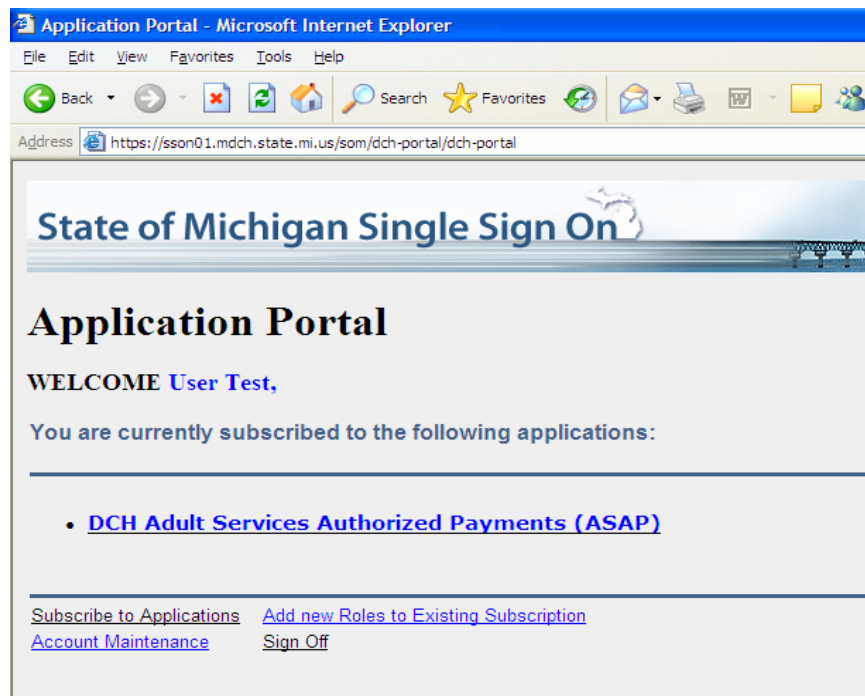 Application Portal - Microsoft Internet Explorer
File Edit View Favorites Tools Help
Back Search Favorites
Address https://sson01.mdch.state.mi.us/som/dch-portal/dch-portal
State of Michigan Single Sign On
Application Portal
WELCOME User Test,
You are currently subscribed to the following applications:
• DCH Adult Services Authorized Payments (ASAP)
Subscribe to Applications Add new Roles to Existing Subscription
Account Maintenance Sign Off